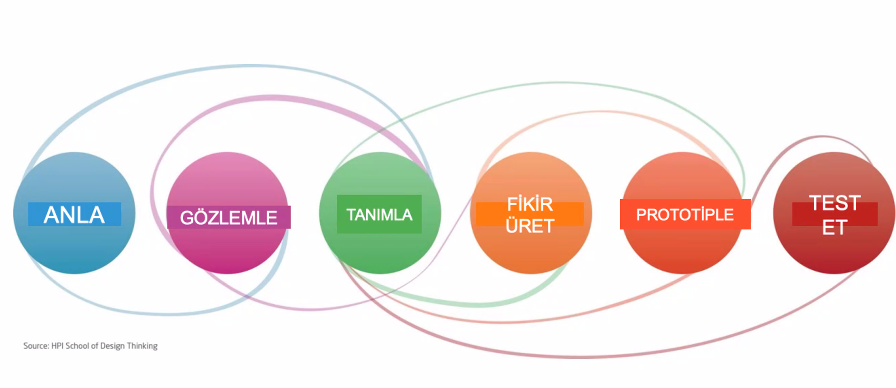 ANLA
GÖZLEMLE
TANIMLA
FİKİR
ÜRET
PROTOTİPLE
TEST
ET
Source: HPI School of Design Thinking